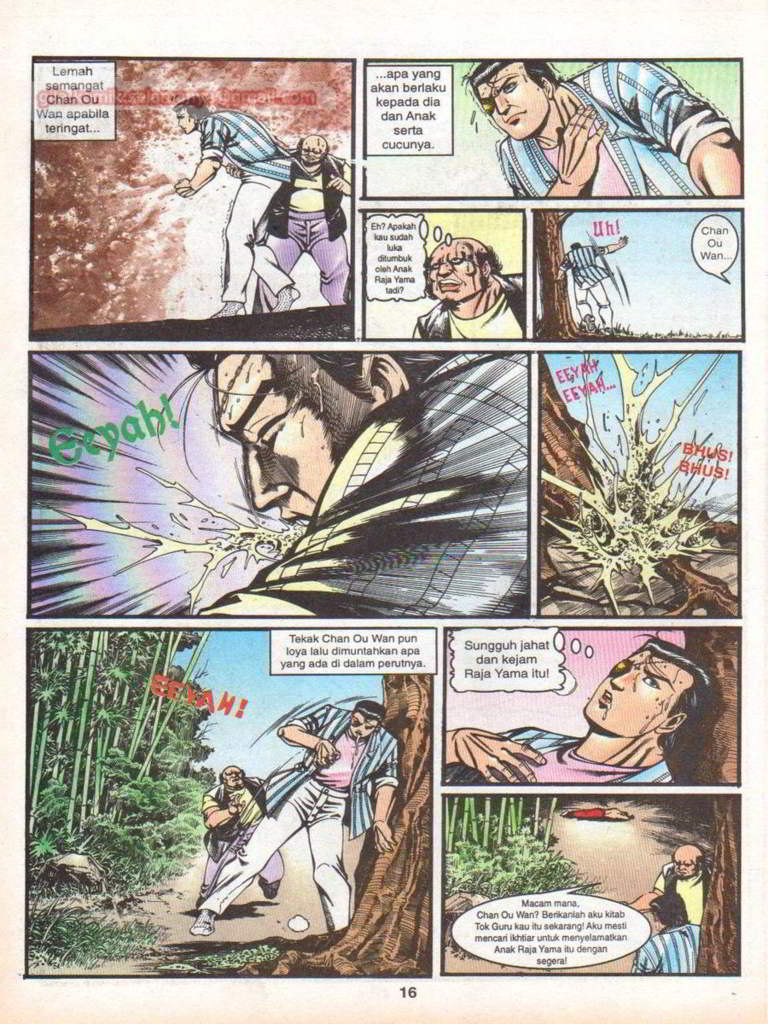 Lemah
semangat
Chan Ou
Wan apabila
teringat...
...apa yang
akan berlaku
kepada dia
dan Anak
serta
cucunya.
Eh? Apakah
kau sudah
luka
ditumbuk
oleh Anak
Raja Yama
tadi?
Uh!
Chan
Ou
Wan...
Eeyah!
EEYAH
EEYAH...
BHUS!
BHUS!
Tekak Chan Ou Wan pun
loya lalu dimuntahkan apa
yang ada di dalam perutnya.
EEYAH!
Sungguh jahat
dan kejam
Raja Yama itu!
Macam mana,
Chan Ou Wan? Berikanlah aku kitab
Tok Guru kau itu sekarang! Aku mesti
mencari ikhtiar untuk menyelamatkan
Anak Raja Yama itu dengan
segera!
16